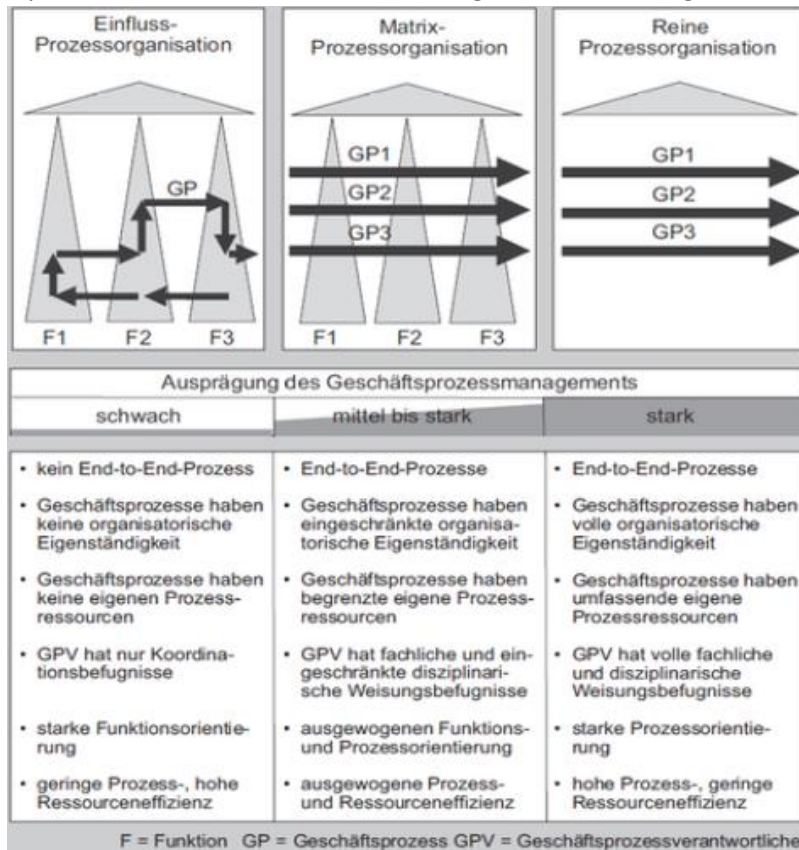 Einfluss-
Prozessorganisation
GP
F1 F2 F3
Matrix-
Prozessorganisation
GP1
GP2
GP3
F1 F2 F3
Reine
Prozessorganisation
GP1
GP2
GP3
Ausprägung des Geschäftsprozessmanagements
schwach
mittel bis stark
stark
• kein End-to-End-Prozess
• Geschäftsprozesse haben
keine organisatorische
Eigenständigkeit
• Geschäftsprozesse haben
keine eigenen Prozess-
ressourcen
• GPV hat nur Koordina-
tionsbefugnisse
• starke Funktionsorientie-
rung
• geringe Prozess-, hohe
Ressourceneffizienz
• End-to-End-Prozesse
• Geschäftsprozesse haben
eingeschränkte organisa-
torische Eigenständigkeit
• Geschäftsprozesse haben
begrenzte eigene Prozess-
ressourcen
• GPV hat fachliche und ein-
geschränkte disziplinari-
sche Weisungsbefugnisse
• ausgewogenen Funktions-
und Prozessorientierung
• ausgewogene Prozess-
und Ressourceneffizienz
• End-to-End-Prozesse
• Geschäftsprozesse haben
volle organisatorische
Eigenständigkeit
• Geschäftsprozesse haben
umfassende eigene
Prozessressourcen
• GPV hat volle fachliche
und disziplinarische
Weisungsbefugnisse
• starke Prozessorientie-
rung
• hohe Prozess-, geringe
Ressourceneffizienz
F = Funktion GP = Geschäftsprozess GPV = Geschäftsprozessverantwortliche